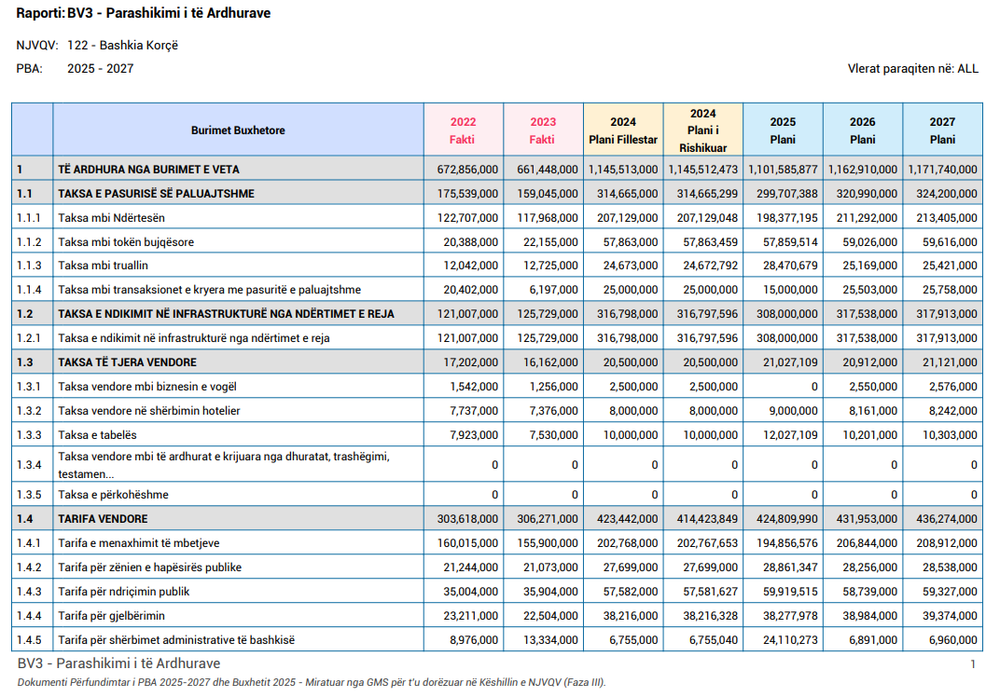 Raporti: BV3 - Parashikimi i të Ardhurave
NJVQV: 122 - Bashkia Korçë
PBA: 2025 - 2027
Vlerat paraqiten në: ALL
Burimet Buxhetore 2022 Fakti 2023 Fakti 2024 Plani Fillestar 2024 Plani i Rishikuar 2025 Plani 2026 Plani 2027 Plani
1 TË ARDHURA NGA BURIMET E VETA 672,856,000 661,448,000 1,145,513,000 1,145,512,473 1,101,585,877 1,162,910,000 1,171,740,000
1.1 TAKSA E PASURISË SË PALUAJTSHME 175,539,000 159,045,000 314,665,000 314,665,299 299,707,388 320,990,000 324,200,000
1.1.1 Taksa mbi Ndërtesën 122,707,000 117,968,000 207,129,000 207,129,048 198,377,195 211,292,000 213,405,000
1.1.2 Taksa mbi tokën bujqësore 20,388,000 22,155,000 57,863,000 57,863,459 57,859,514 59,026,000 59,616,000
1.1.3 Taksa mbi truallin 12,042,000 12,725,000 24,673,000 24,672,792 28,470,679 25,169,000 25,421,000
1.1.4 Taksa mbi transaksionet e kryera me pasuritë e paluajtshme 20,402,000 6,197,000 25,000,000 25,000,000 15,000,000 25,503,000 25,758,000
1.2 TAKSA E NDIKIMIT NË INFRASTRUKTURË NGA NDËRTIMET E REJA 121,007,000 125,729,000 316,798,000 316,797,596 308,000,000 317,538,000 317,913,000
1.2.1 Taksa e ndikimit në infrastrukturë nga ndërtimet e reja 121,007,000 125,729,000 316,798,000 316,797,596 308,000,000 317,538,000 317,913,000
1.3 TAKSA TË TJERA VENDORE 17,202,000 16,162,000 20,500,000 20,500,000 21,027,109 20,912,000 21,121,000
1.3.1 Taksa vendore mbi biznesin e vogël 1,542,000 1,256,000 2,500,000 2,500,000 0 2,550,000 2,576,000
1.3.2 Taksa vendore në shërbimin hotelier 7,737,000 7,376,000 8,000,000 8,000,000 9,000,000 8,161,000 8,242,000
1.3.3 Taksa e tabelës 7,923,000 7,530,000 10,000,000 10,000,000 12,027,109 10,201,000 10,303,000
1.3.4 Taksa vendore mbi të ardhurat e krijuara nga dhuratat, trashëgimi,
testamen... 0 0 0 0 0 0 0
1.3.5 Taksa e përkohëshme 0 0 0 0 0 0 0
1.4 TARIFA VENDORE 303,618,000 306,271,000 423,442,000 414,423,849 424,809,990 431,953,000 436,274,000
1.4.1 Tarifa e menaxhimit të mbetjeve 160,015,000 155,900,000 202,768,000 202,767,653 194,856,576 206,844,000 208,912,000
1.4.2 Tarifa për zënien e hapësirës publike 21,244,000 21,073,000 27,699,000 27,699,000 28,861,347 28,256,000 28,538,000
1.4.3 Tarifa për ndriçimin publik 35,004,000 35,904,000 57,582,000 57,581,627 59,919,515 58,739,000 59,327,000
1.4.4 Tarifa për gjelbërimin 23,211,000 22,504,000 38,216,000 38,216,328 38,277,978 38,984,000 39,374,000
1.4.5 Tarifa për shërbimet administrative të bashkisë 8,976,000 13,334,000 6,755,000 6,755,040 24,110,273 6,891,000 6,960,000
BV3 - Parashikimi i të Ardhurave 1
Dokumenti Përfundimtar i PBA 2025-2027 dhe Buxhetit 2025 - Miratuar nga GMS për t'u dorëzuar në Këshillin e NJVQV (Faza III).